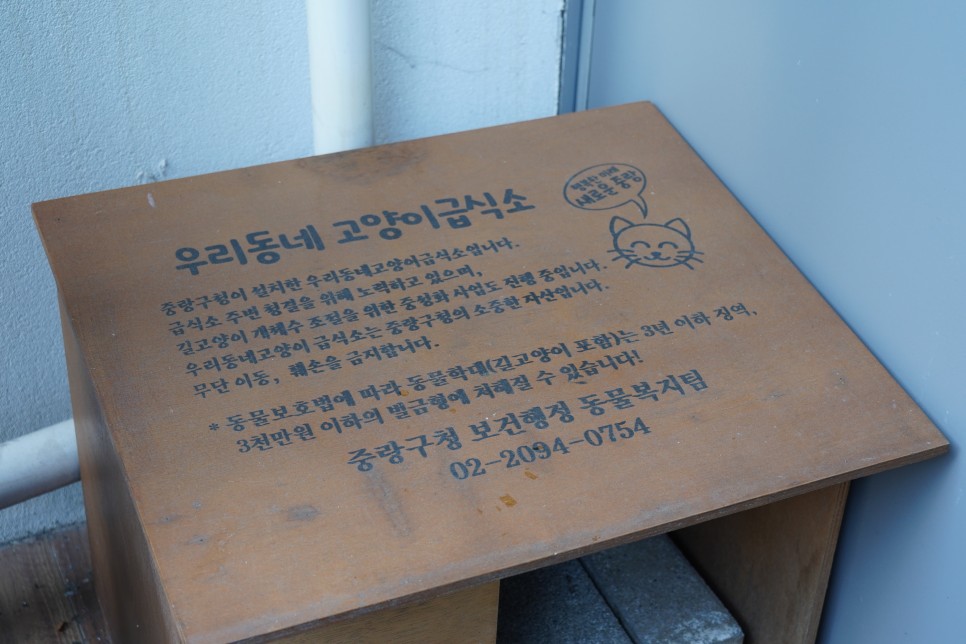 행복한 미래
새로운 중랑
우리동네 고양이급식소
중랑구청이 설치한 우리동네고양이급식소입니다.
급식소 주변 청결을 위해 노력하고 있으며,
길고양이 개체수 조절을 위한 중성화 사업도 진행 중입니다.
우리동네고양이 급식소는 중랑구청의 소중한 자산입니다.
무단 이동, 훼손을 금지합니다.
* 동물보호법에 따라 동물학대(길고양이 포함)는 3년 이하 징역,
3천만원 이하의 벌금형에 처해질 수 있습니다!
중랑구청 보건행정 동물복지팀
02-2094-0754